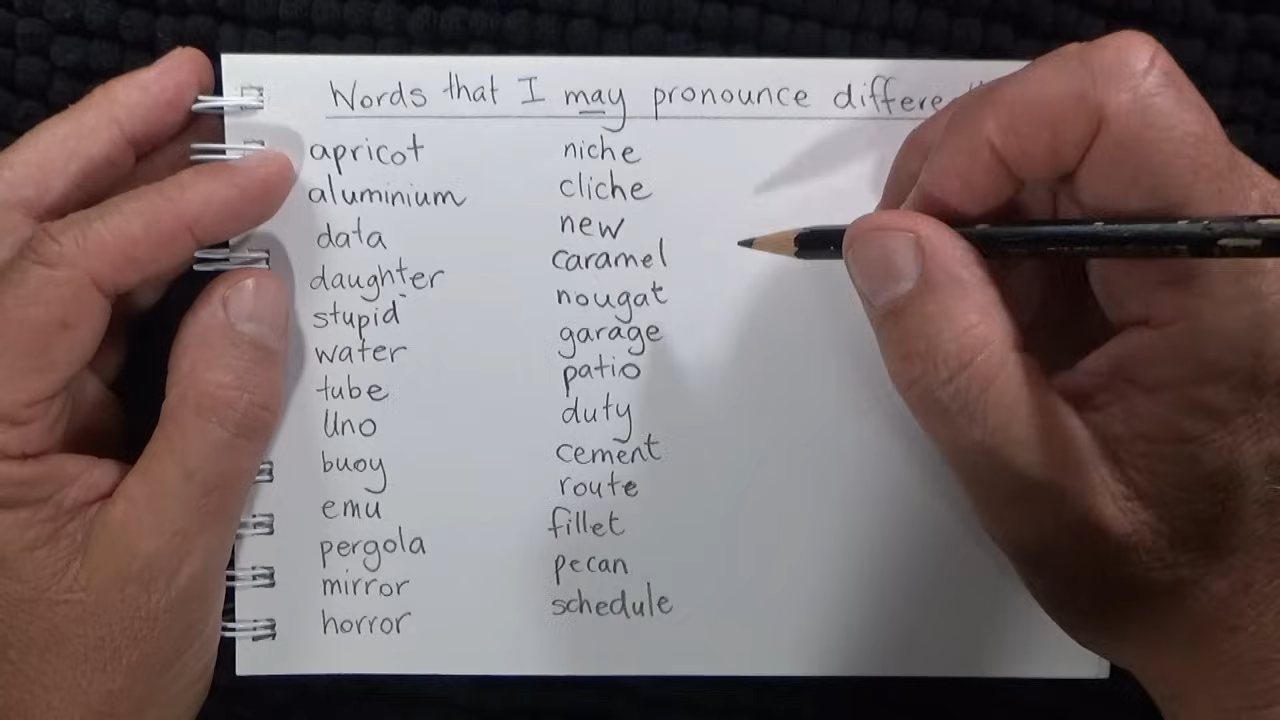 Words that I may pronounce
apricot
aluminium
data
daughter
stupid
water
tube
Uno
buoy
emu
pergola
mirror
horror
niche
cliche
new
caramel
nougat
garage
patio
duty
cement
route
fillet
pecan
schedule